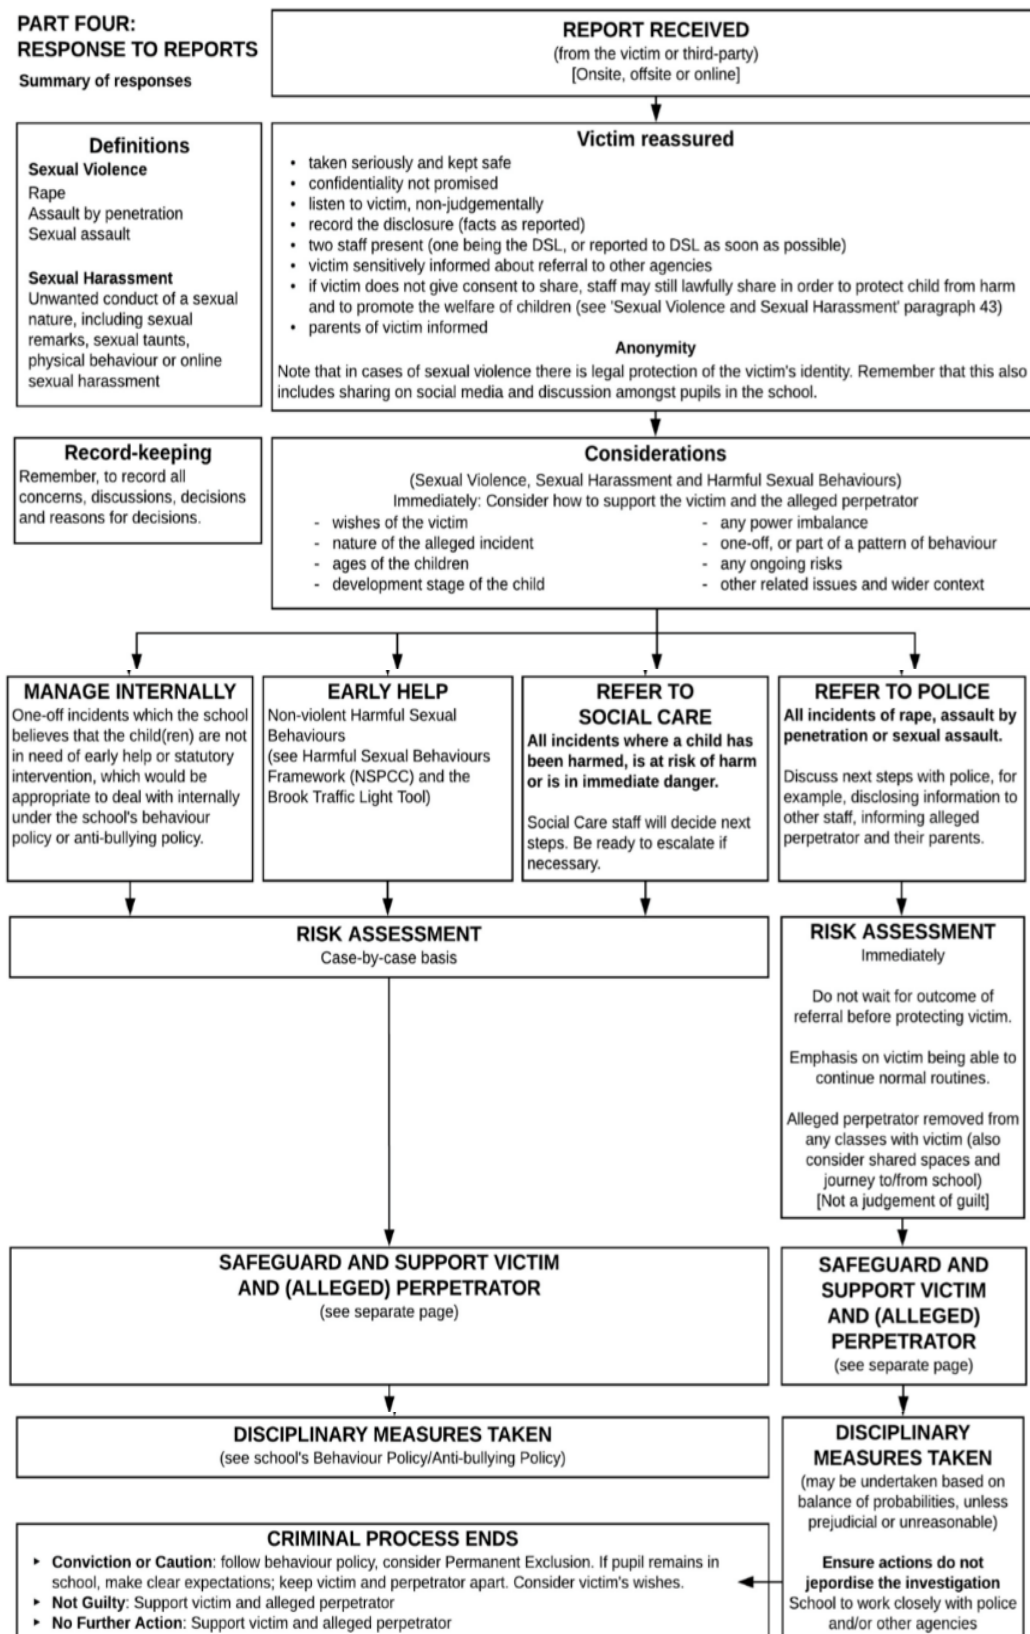 PART FOUR:
RESPONSE TO REPORTS
Summary of responses
REPORT RECEIVED
(from the victim or third-party)
[Onsite, offsite or online]
Definitions
Sexual Violence
Rape
Assault by penetration
Sexual assault
Sexual Harassment
Unwanted conduct of a sexual
nature, including sexual
remarks, sexual taunts,
physical behaviour or online
sexual harassment
Victim reassured
• taken seriously and kept safe
• confidentiality not promised
• listen to victim, non-judgementally
• record the disclosure (facts as reported)
• two staff present (one being the DSL, or reported to DSL as soon as possible)
• victim sensitively informed about referral to other agencies
• if victim does not give consent to share, staff may still lawfully share in order to protect child from harm
and to promote the welfare of children (see 'Sexual Violence and Sexual Harassment' paragraph 43)
• parents of victim informed
Anonymity
Note that in cases of sexual violence there is legal protection of the victim's identity. Remember that this also
includes sharing on social media and discussion amongst pupils in the school.
Record-keeping
Remember, to record all
concerns, discussions, decisions
and reasons for decisions.
Considerations
(Sexual Violence, Sexual Harassment and Harmful Sexual Behaviours)
Immediately: Consider how to support the victim and the alleged perpetrator
- wishes of the victim
- nature of the alleged incident
- ages of the children
- development stage of the child
- any power imbalance
- one-off, or part of a pattern of behaviour
- any ongoing risks
- other related issues and wider context
MANAGE INTERNALLY
One-off incidents which the school
believes that the child(ren) are not
in need of early help or statutory
intervention, which would be
appropriate to deal with internally
under the school's behaviour
policy or anti-bullying policy.
EARLY HELP
Non-violent Harmful Sexual
Behaviours
(see Harmful Sexual Behaviours
Framework (NSPCC) and the
Brook Traffic Light Tool)
REFER TO
SOCIAL CARE
All incidents where a child has
been harmed, is at risk of harm
or is in immediate danger.
Social Care staff will decide next
steps. Be ready to escalate if
necessary.
REFER TO POLICE
All incidents of rape, assault by
penetration or sexual assault.
Discuss next steps with police, for
example, disclosing information to
other staff, informing alleged
perpetrator and their parents.
RISK ASSESSMENT
Case-by-case basis
RISK ASSESSMENT
Immediately
Do not wait for outcome of
referral before protecting victim.
Emphasis on victim being able to
continue normal routines.
Alleged perpetrator removed from
any classes with victim (also
consider shared spaces and
journey to/from school)
[Not a judgement of guilt]
SAFEGUARD AND SUPPORT VICTIM
AND (ALLEGED) PERPETRATOR
(see separate page)
SAFEGUARD AND
SUPPORT VICTIM
AND (ALLEGED)
PERPETRATOR
(see separate page)
DISCIPLINARY MEASURES TAKEN
(see school's Behaviour Policy/Anti-bullying Policy)
DISCIPLINARY
MEASURES TAKEN
(may be undertaken based on
balance of probabilities, unless
prejudicial or unreasonable)
Ensure actions do not
jepordise the investigation
School to work closely with police
and/or other agencies
CRIMINAL PROCESS ENDS
‣ Conviction or Caution: follow behaviour policy, consider Permanent Exclusion. If pupil remains in
school, make clear expectations; keep victim and perpetrator apart. Consider victim's wishes.
‣ Not Guilty: Support victim and alleged perpetrator
‣ No Further Action: Support victim and alleged perpetrator